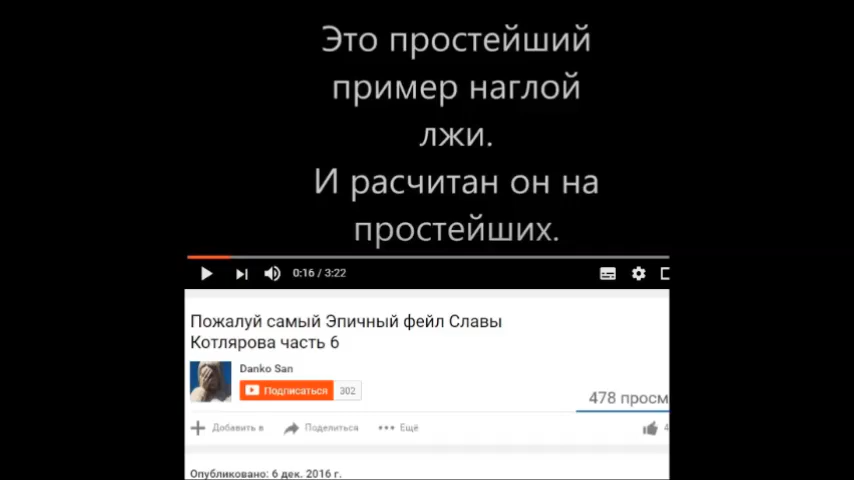 Это простейший
пример наглой
лжи.
И расчитан он на
простейших.
0:16 / 3:22
Пожалуй самый Эпичный фейл Славы
Котлярова часть 6
Danko San
Подписаться 302
478 просм
Добавить в Поделиться Ещё 4
Опубликовано: 6 дек. 2016 г.